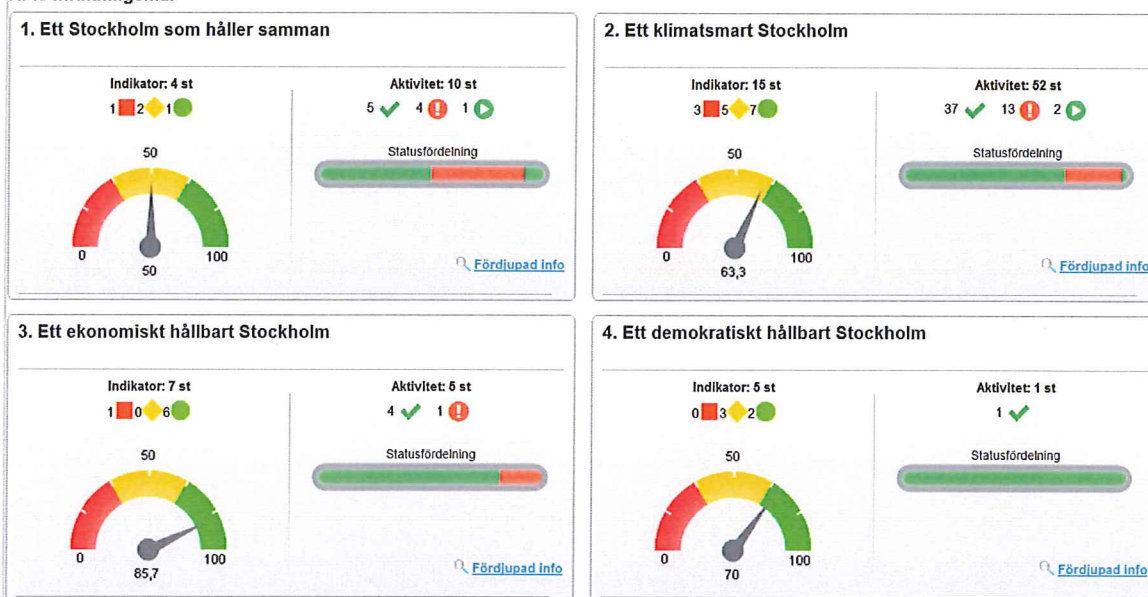 1. Ett Stockholm som håller samman
Indikator: 4 st
1 2 1
50
0
100
50
Aktivitet: 10 st
5 4 1
Statusfördelning
Fördjupad info
2. Ett klimatsmart Stockholm
Indikator: 15 st
3 5 7
50
0
100
63,3
Aktivitet: 52 st
37 13 2
Statusfördelning
Fördjupad info
3. Ett ekonomiskt hållbart Stockholm
Indikator: 7 st
1 0 6
50
0
100
85,7
Aktivitet: 5 st
4 1
Statusfördelning
Fördjupad info
4. Ett demokratiskt hållbart Stockholm
Indikator: 5 st
0 3 2
50
0
100
70
Aktivitet: 1 st
1
Statusfördelning
Fördjupad info